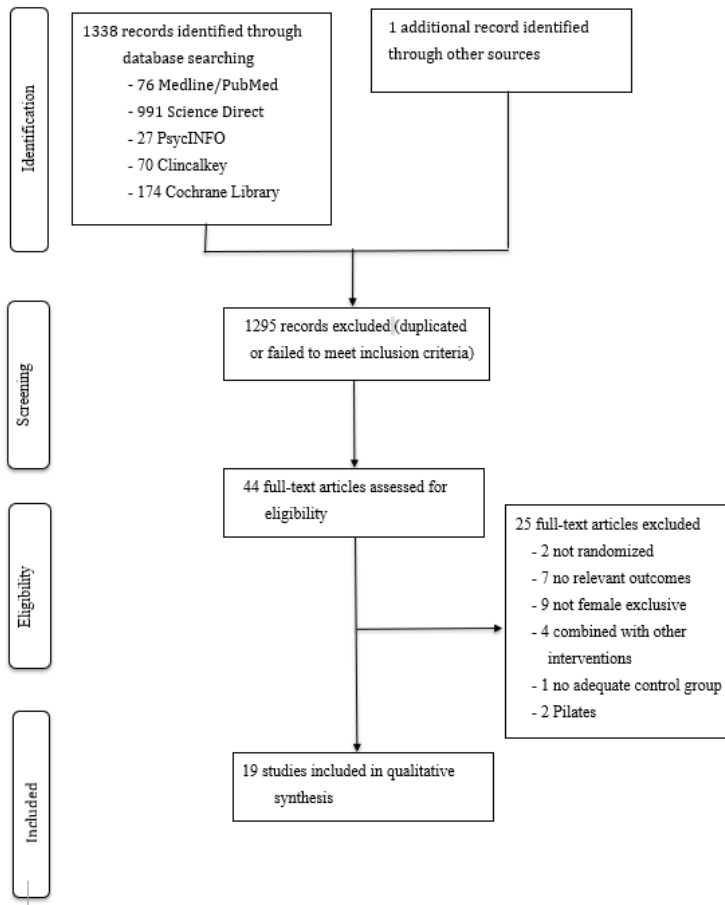 1338 records identified through
database searching
- 76 Medline/PubMed
- 991 Science Direct
- 27 PsycINFO
- 70 Clincalkey
- 174 Cochrane Library
1 additional record identified
through other sources
Identification
1295 records excluded (duplicated
or failed to meet inclusion criteria)
Screening
44 full-text articles assessed for
eligibility
25 full-text articles excluded
- 2 not randomized
- 7 no relevant outcomes
- 9 not female exclusive
- 4 combined with other
interventions
- 1 no adequate control group
- 2 Pilates
Eligibility
19 studies included in qualitative
synthesis
Included